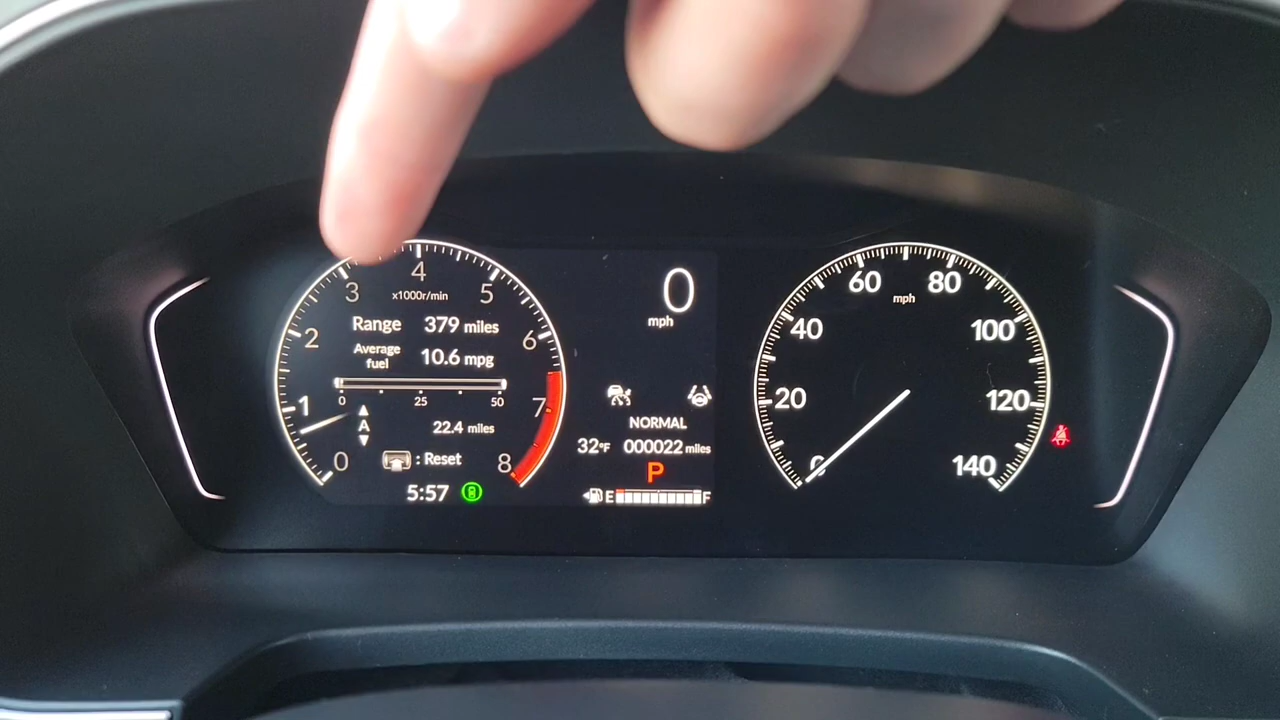 4
3
5
x1000r/min
2
Range 379 miles
6
Average fuel 10.6 mpg
0 25 50
1
7
A
22.4 miles
0
: Reset
8
5:57
0
mph
NORMAL
32°F 000022 miles
P
E F
60 80
mph
40 100
20 120
0 140